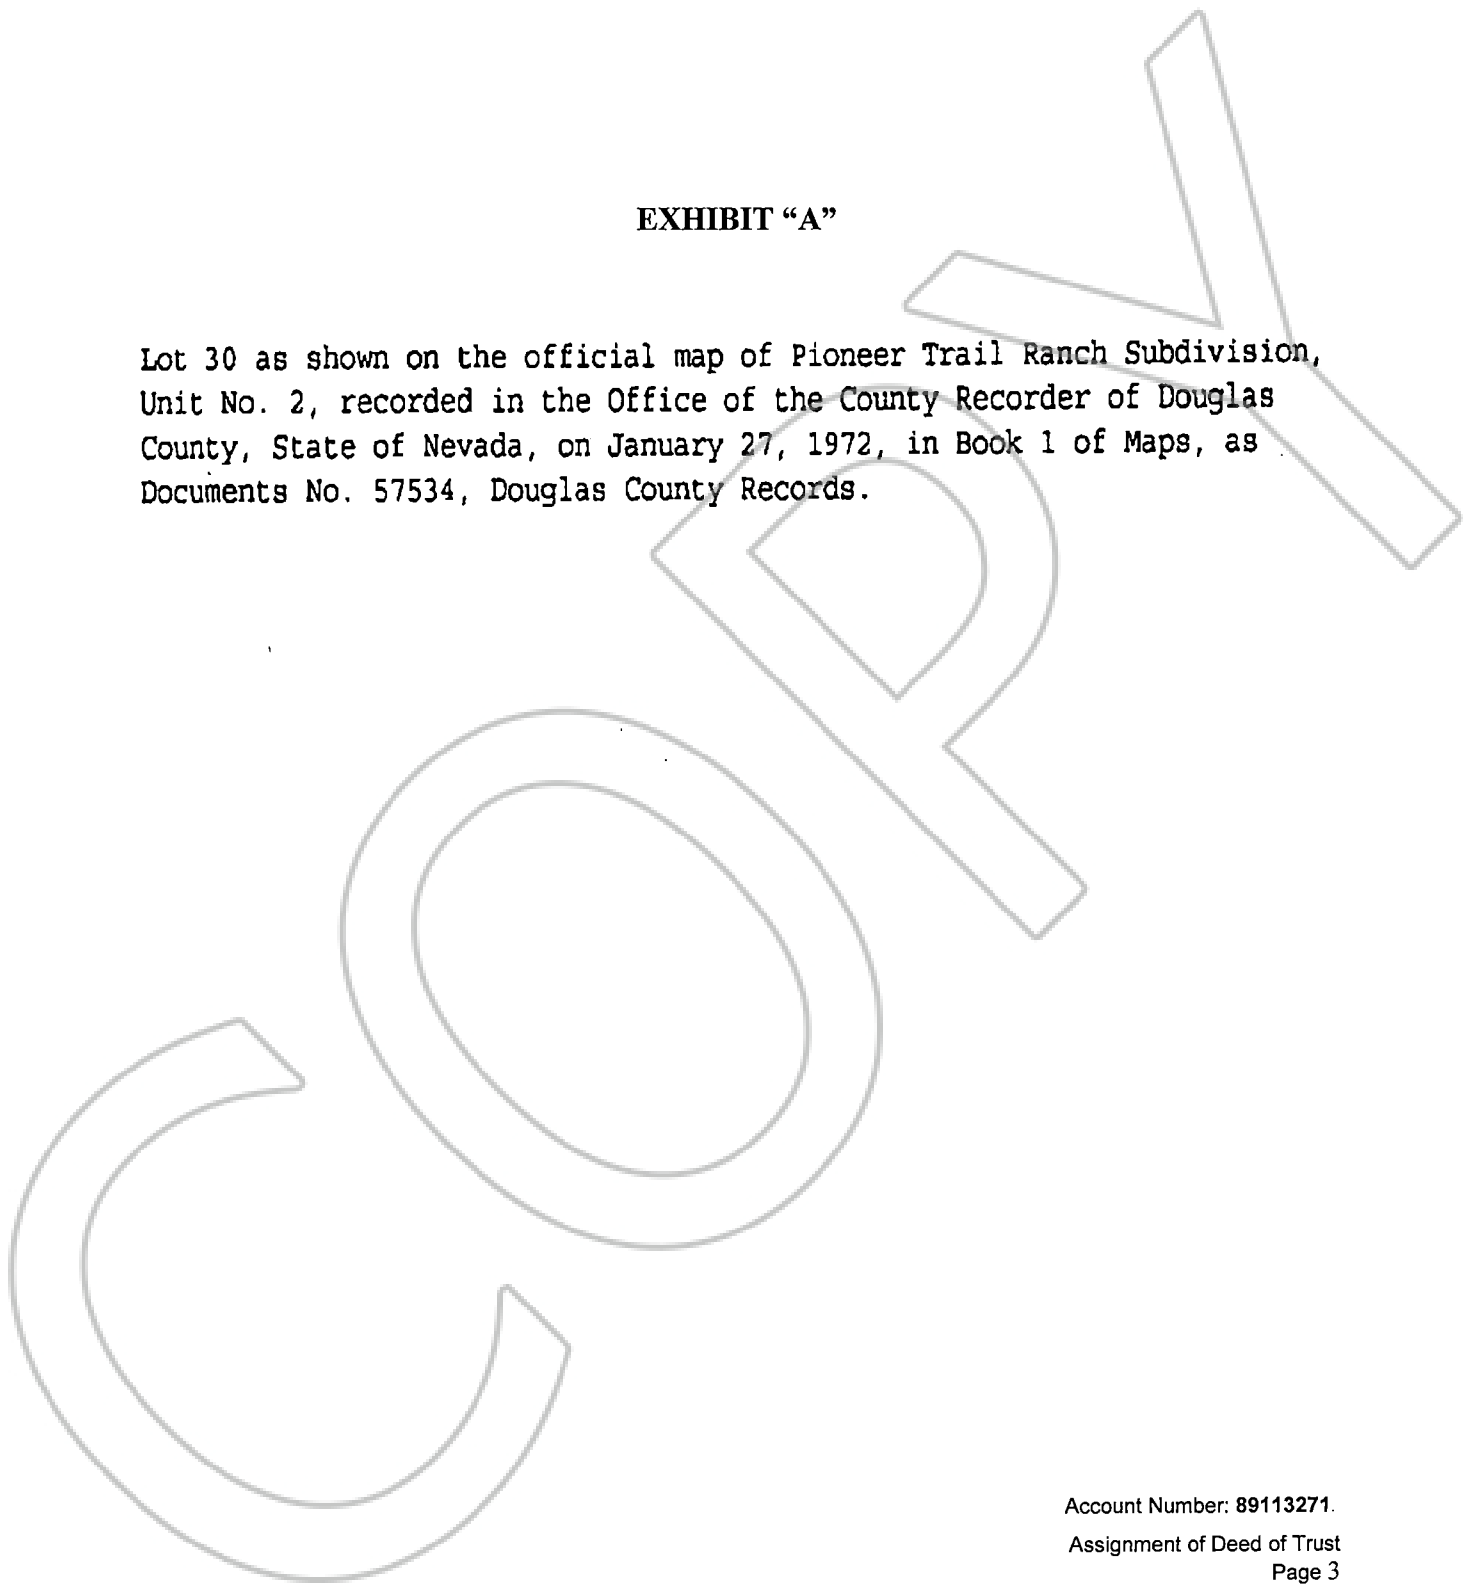 EXHIBIT “A”
Lot 30 as shown on the official map of Pioneer Trail Ranch Subdivision,
Unit No. 2, recorded in the Office of the County Recorder of Douglas
County, State of Nevada, on January 27, 1972, in Book 1 of Maps, as
Documents No. 57534, Douglas County Records.
COPY
Account Number: 89113271.
Assignment of Deed of Trust
Page 3